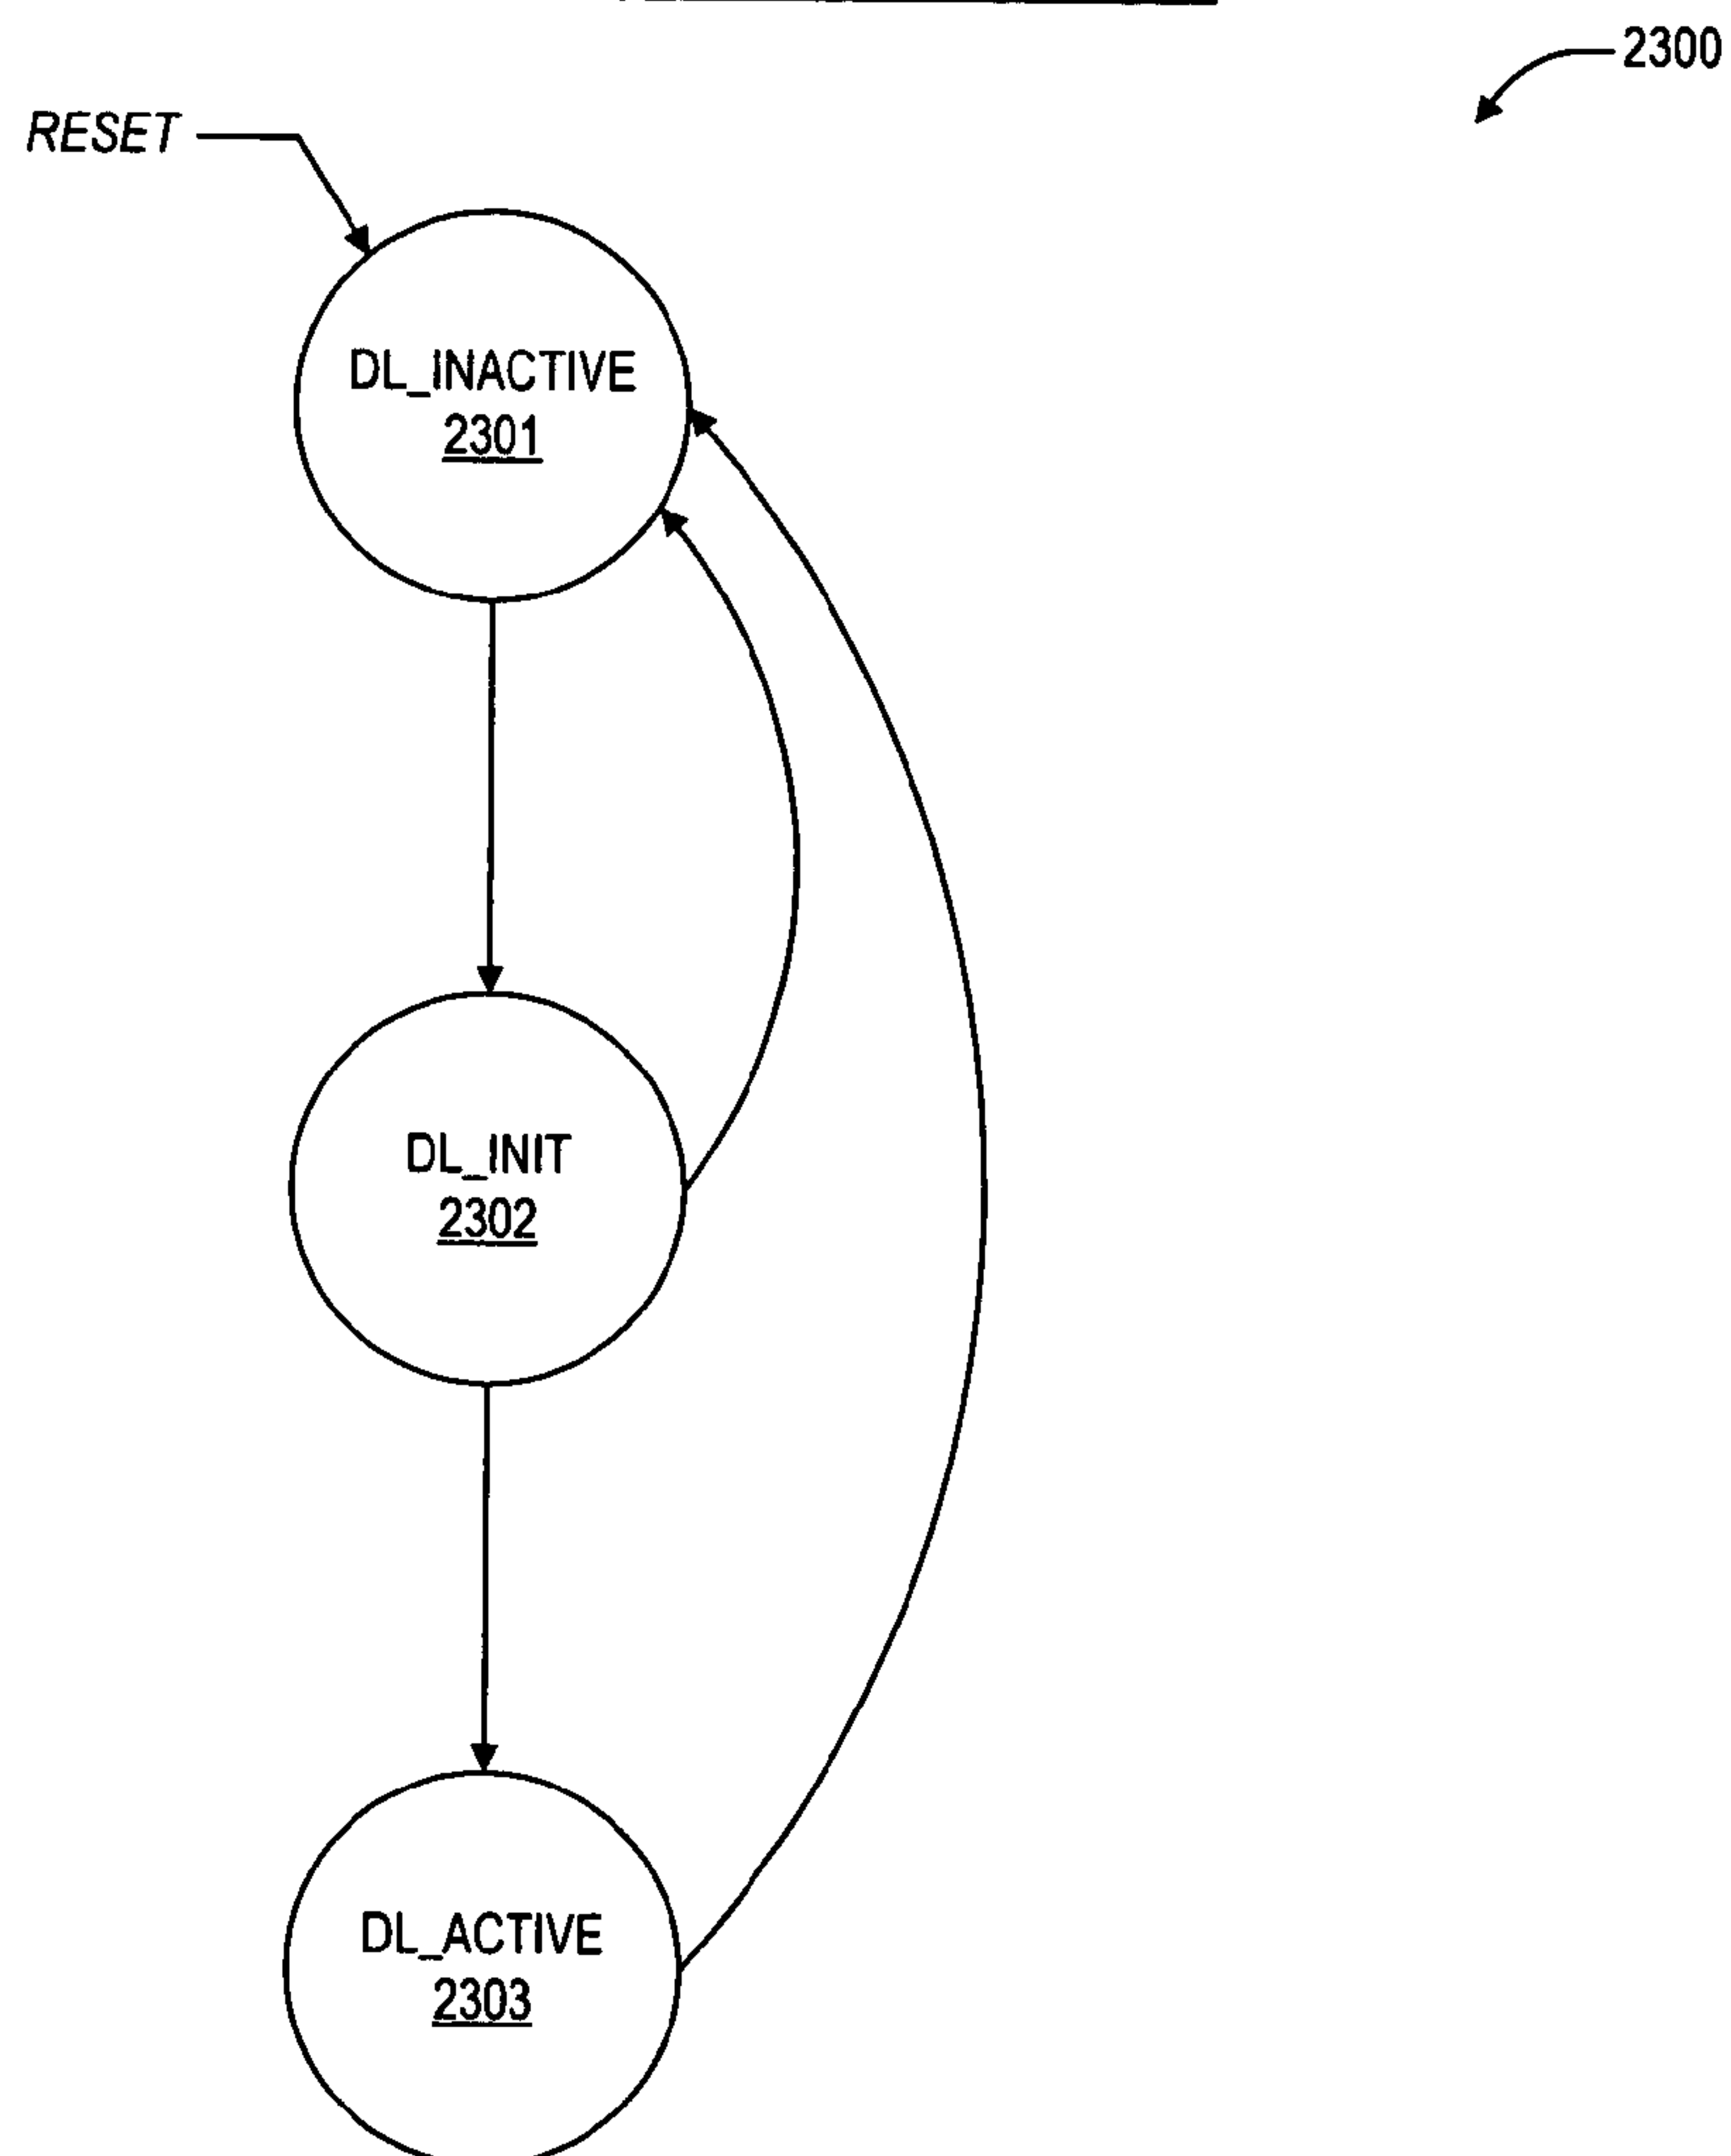 2300
RESET
DL_INACTIVE
2301
DL_INIT
2302
DL_ACTIVE
2303